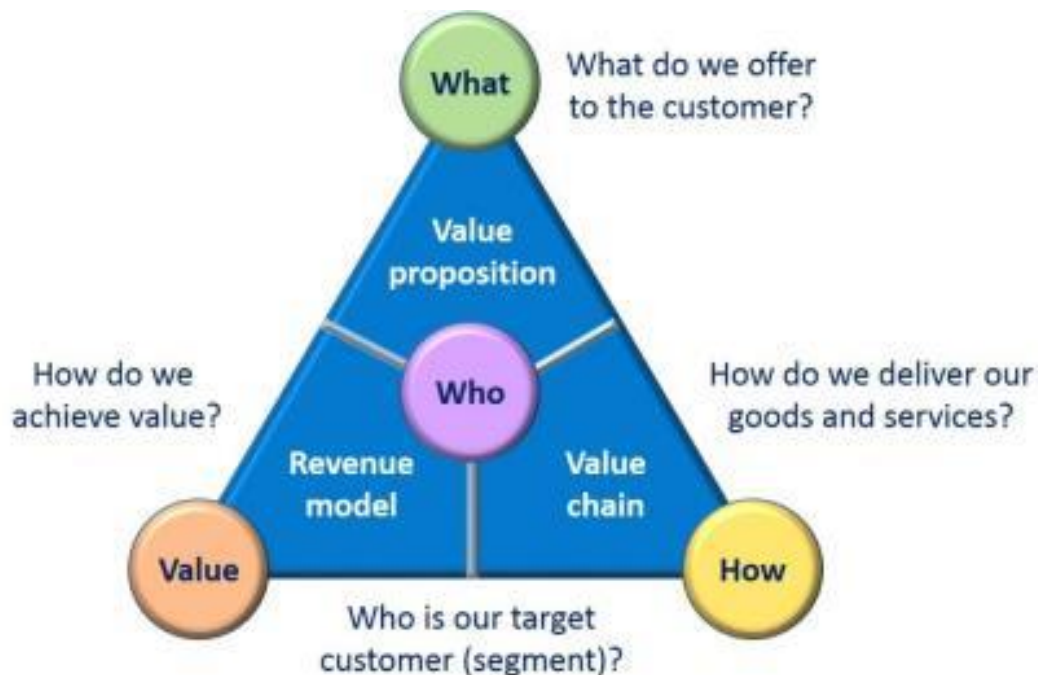 What
What do we offer
to the customer?
Value
proposition
Who
How do we
achieve value?
How do we deliver our
goods and services?
Revenue
model
Value
chain
Value
How
Who is our target
customer (segment)?